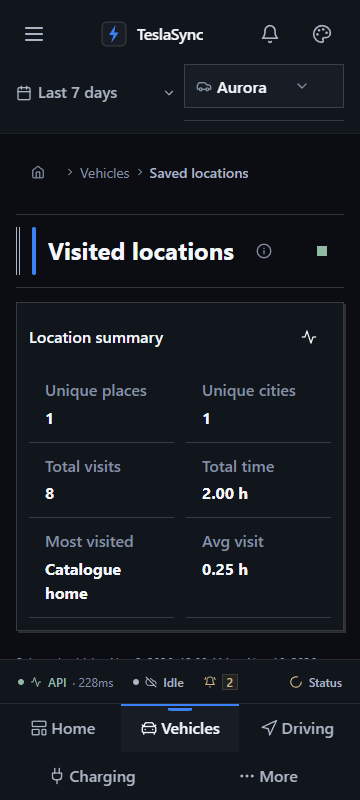 TeslaSync
Last 7 days
Aurora
Vehicles
Saved locations
Visited locations
Location summary
Unique places
Unique cities
1
1
Total visits
Total time
8
2.00 h
Most visited
Avg visit
Catalogue
home
0.25 h
API · 228ms
Idle
2
Status
Home
Vehicles
Driving
Charging
More